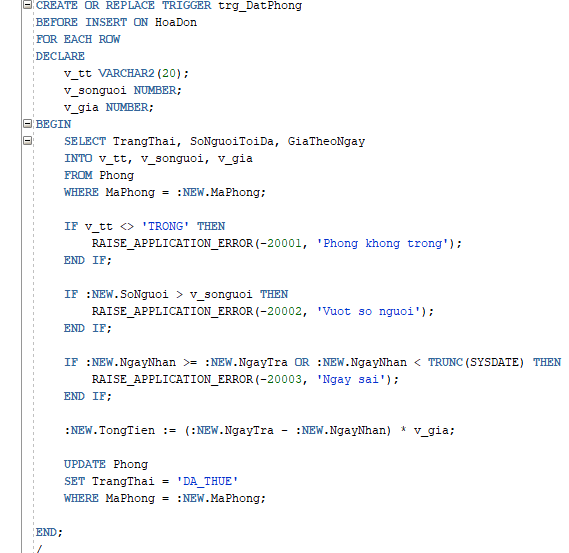 CREATE OR REPLACE TRIGGER trg_DatPhong
BEFORE INSERT ON HoaDon
FOR EACH ROW
DECLARE
    v_tt VARCHAR2(20);
    v_songuoi NUMBER;
    v_gia NUMBER;
BEGIN
    SELECT TrangThai, SoNguoiToiDa, GiaTheoNgay
    INTO v_tt, v_songuoi, v_gia
    FROM Phong
    WHERE MaPhong = :NEW.MaPhong;

    IF v_tt <> 'TRONG' THEN
        RAISE_APPLICATION_ERROR(-20001, 'Phong khong trong');
    END IF;

    IF :NEW.SoNguoi > v_songuoi THEN
        RAISE_APPLICATION_ERROR(-20002, 'Vuot so nguoi');
    END IF;

    IF :NEW.NgayNhan >= :NEW.NgayTra OR :NEW.NgayNhan < TRUNC(SYSDATE) THEN
        RAISE_APPLICATION_ERROR(-20003, 'Ngay sai');
    END IF;

    :NEW.TongTien := (:NEW.NgayTra - :NEW.NgayNhan) * v_gia;

    UPDATE Phong
    SET TrangThai = 'DA_THUE'
    WHERE MaPhong = :NEW.MaPhong;

END;
/